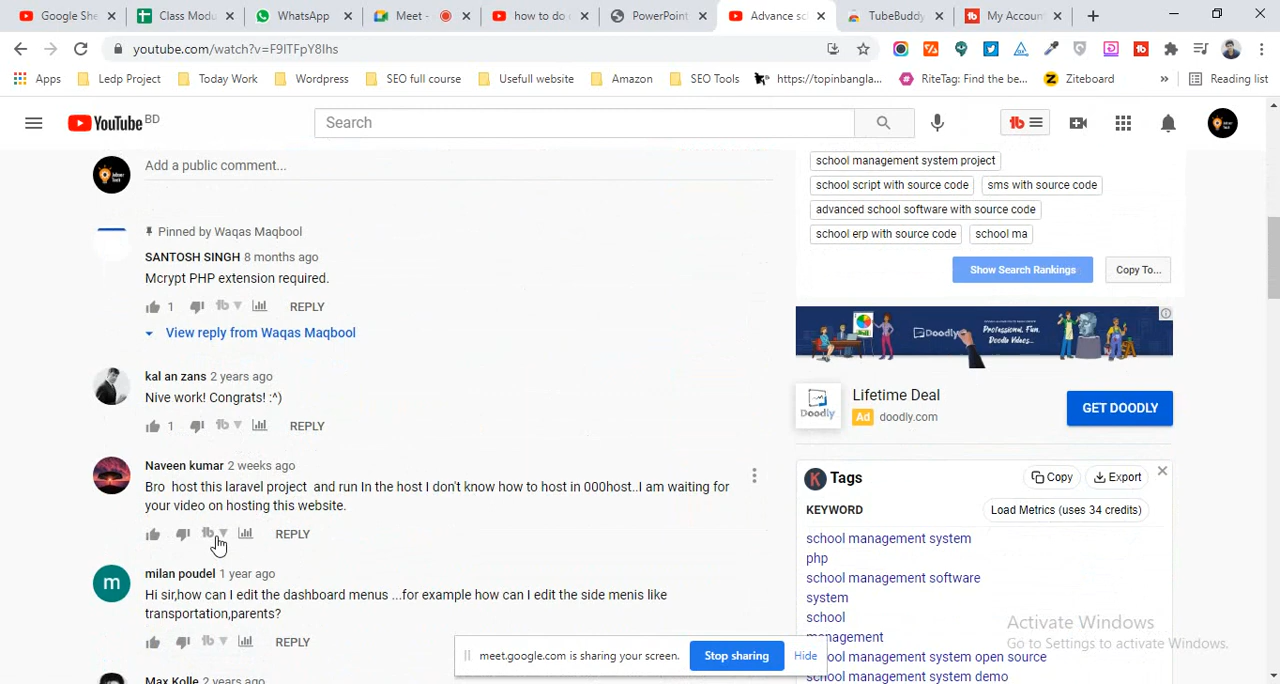 Google She
Class Modu
WhatsApp
Meet -
how to do
PowerPoint
Advance sc
TubeBuddy
My Accoun
youtube.com/watch?v=F9ITFpY8Ihs
Apps
Ledp Project
Today Work
Wordpress
SEO full course
Usefull website
Amazon
SEO Tools
https://topinbangla...
RiteTag: Find the be...
Ziteboard
»
Reading list
YouTube BD
Search
tb
Add a public comment...
Pinned by Waqas Maqbool
SANTOSH SINGH 8 months ago
Mcrypt PHP extension required.
1 tb REPLY
View reply from Waqas Maqbool
kal an zans 2 years ago
Nive work! Congrats! :^)
1 tb REPLY
Naveen kumar 2 weeks ago
Bro host this laravel project and run In the host I don't know how to host in 000host..I am waiting for
your video on hosting this website.
tb REPLY
m
milan poudel 1 year ago
Hi sir,how can I edit the dashboard menus ...for example how can I edit the side menis like
transportation,parents?
tb REPLY
Max Kolle 2 years ago
school management system project
school script with source code
sms with source code
advanced school software with source code
school erp with source code
school ma
Show Search Rankings
Copy To...
Doodly
Professional, Fun,
Doodle Videos...
Doodly
Lifetime Deal
Ad doodly.com
GET DOODLY
K Tags
Copy
Export
KEYWORD
Load Metrics (uses 34 credits)
school management system
php
school management software
system
school
management
school management system open source
school management system demo
Activate Windows
Go to Settings to activate Windows.
meet.google.com is sharing your screen.
Stop sharing
Hide